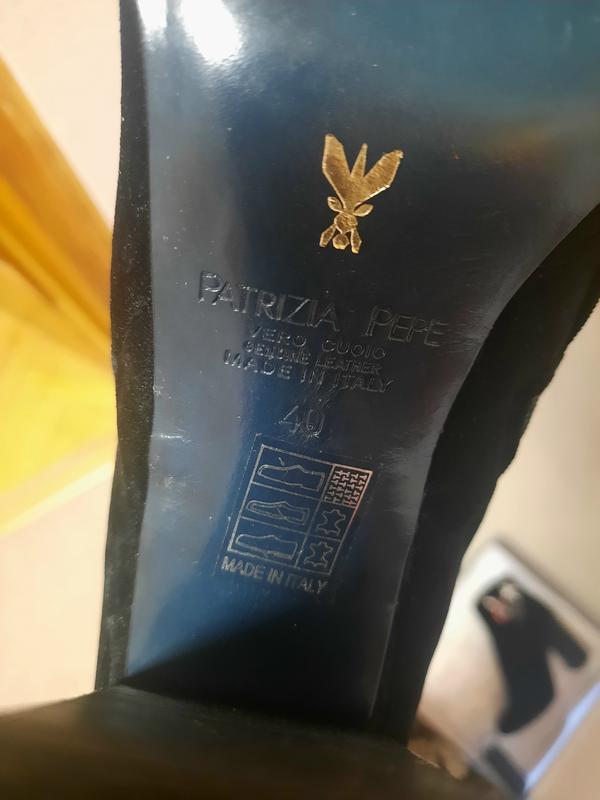 PATRIZIA PEPE
VERO CUOIO
GENUINE LEATHER
MADE IN ITALY
40
MADE IN ITALY